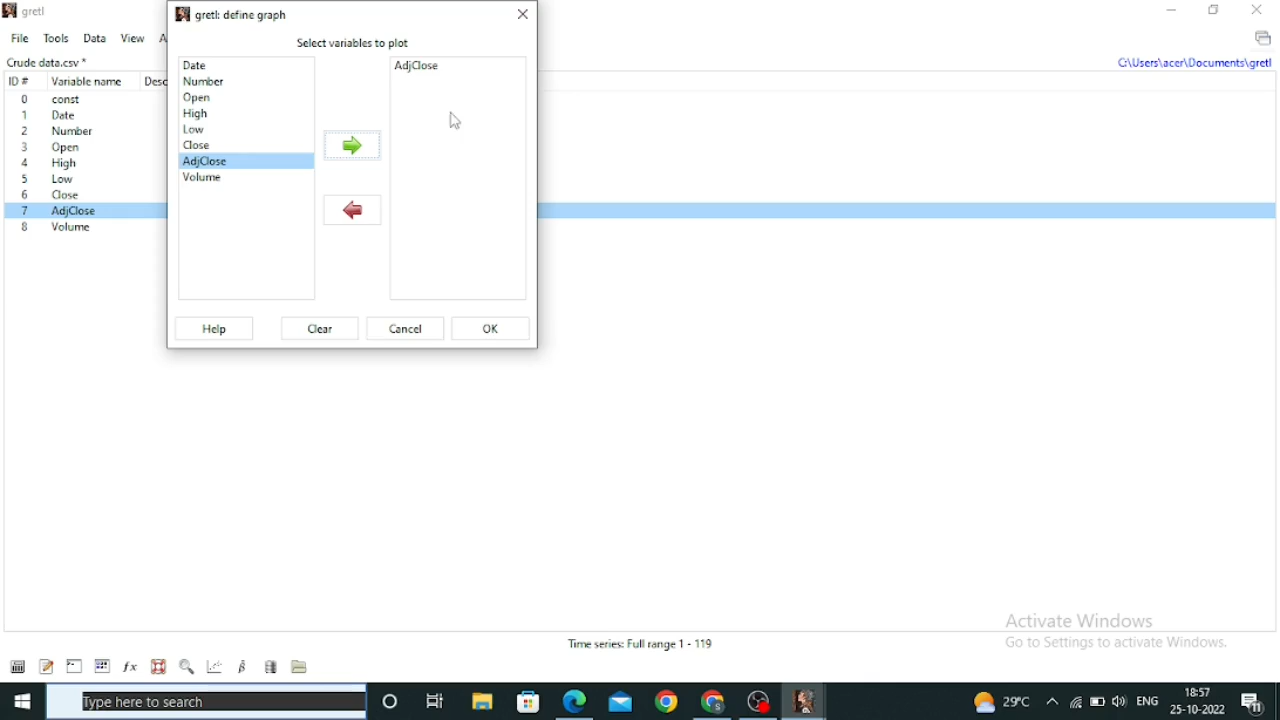 gretl
gretl: define graph
File Tools Data View A
Select variables to plot
Crude data.csv *
C:\Users\acer\Documents\gretl
ID # Variable name Desc
0 const
1 Date
2 Number
3 Open
4 High
5 Low
6 Close
7 AdjClose
8 Volume
Date
Number
Open
High
Low
Close
AdjClose
Volume
AdjClose
Help Clear Cancel OK
Activate Windows
Go to Settings to activate Windows.
Time series: Full range 1 - 119
fx
β̂
Type here to search
S
29°C
ENG
18:57
25-10-2022
11